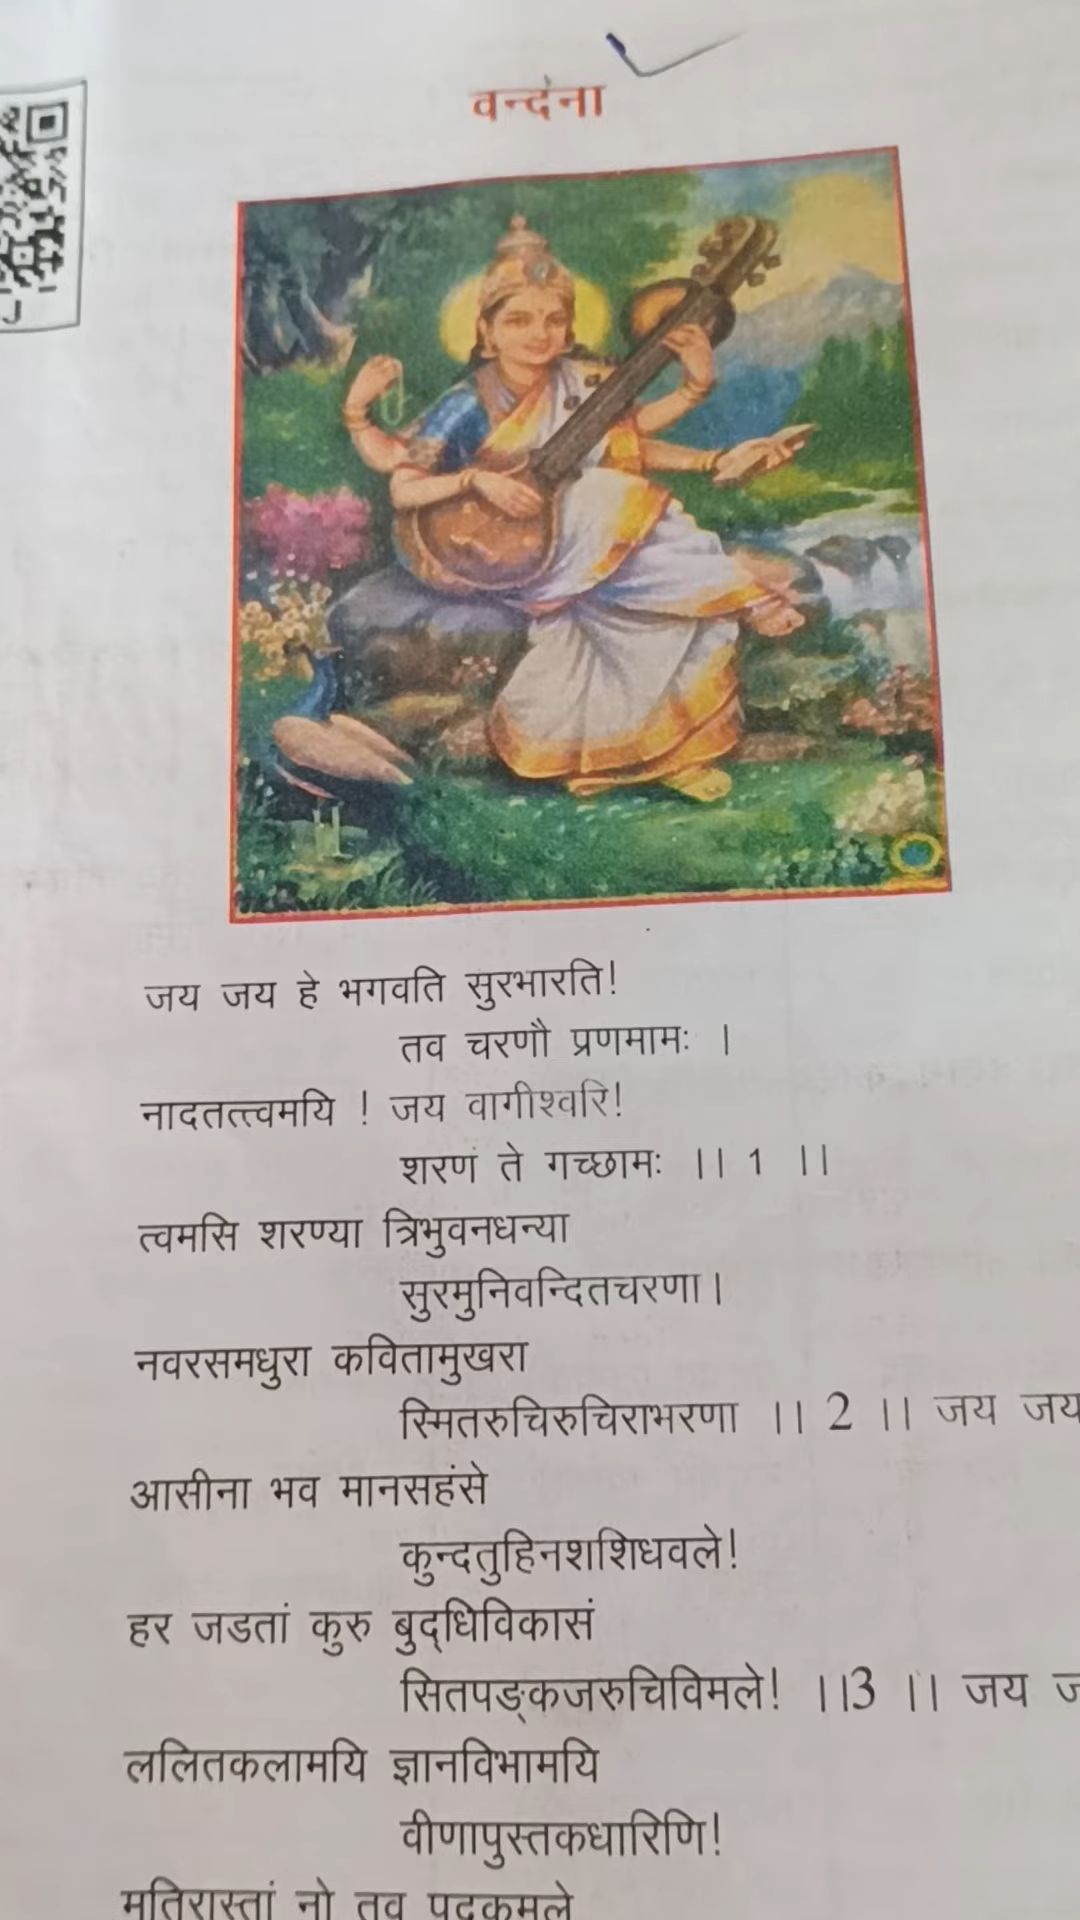 वन्दना
जय जय हे भगवति सुरभारति!
तव चरणौ प्रणमामः ।
नादतत्त्वमयि ! जय वागीश्वरि!
शरणं ते गच्छामः ।। 1 ।।
त्वमसि शरण्या त्रिभुवनधन्या
सुरमुनिवन्दितचरणा।
नवरसमधुरा कवितामुखरा
स्मितरुचिरुचिराभरणा ।। 2 ।। जय जय
आसीना भव मानसहंसे
कुन्दतुहिनशशिधवले!
हर जडतां कुरु बुद्धिविकासं
सितपङ्कजरुचिविमले! ।।3 ।। जय ज
ललितकलामयि ज्ञानविभामयि
वीणापुस्तकधारिणि!
मतिरास्तां नो तव पदकमले